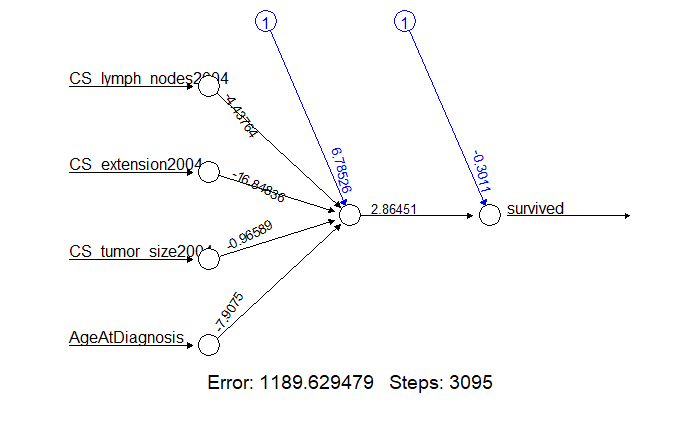 1 1
CS_lymph_nodes2004
-4.43764
CS_extension2004
6.78526
-0.3011
-16.84836
2.86451
survived
CS_tumor_size2004
-0.96589
-7.9075
AgeAtDiagnosis
Error: 1189.629479 Steps: 3095